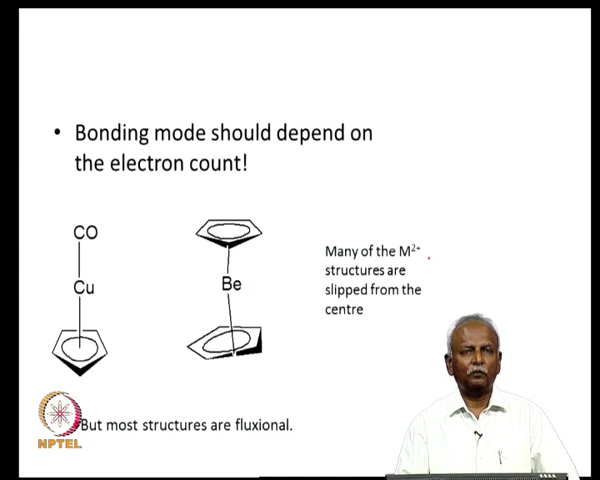 • Bonding mode should depend on
the electron count!
CO
Cu
Be
Many of the M²⁺
structures are
slipped from the
centre
But most structures are fluxional.
NPTEL